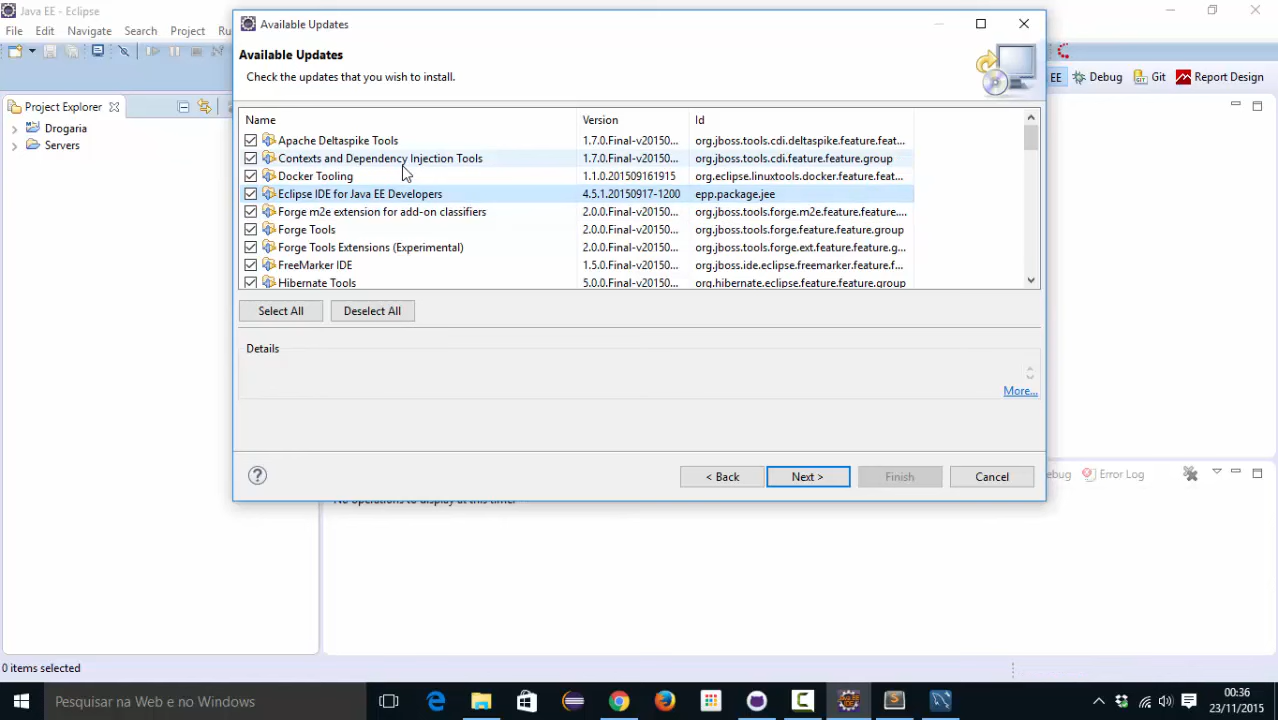 Java EE - Eclipse
File Edit Navigate Search Project Ru
EE Debug Git Report Design
Project Explorer
Drogaria
Servers
Available Updates
Available Updates
Check the updates that you wish to install.
Name Version Id
Apache Deltaspike Tools 1.7.0.Final-v20150... org.jboss.tools.cdi.deltaspike.feature.feat...
Contexts and Dependency Injection Tools 1.7.0.Final-v20150... org.jboss.tools.cdi.feature.feature.group
Docker Tooling 1.1.0.201509161915 org.eclipse.linuxtools.docker.feature.feat...
Eclipse IDE for Java EE Developers 4.5.1.20150917-1200 epp.package.jee
Forge m2e extension for add-on classifiers 2.0.0.Final-v20150... org.jboss.tools.forge.m2e.feature.feature....
Forge Tools 2.0.0.Final-v20150... org.jboss.tools.forge.feature.feature.group
Forge Tools Extensions (Experimental) 2.0.0.Final-v20150... org.jboss.tools.forge.ext.feature.feature.g...
FreeMarker IDE 1.5.0.Final-v20150... org.jboss.ide.eclipse.freemarker.feature.f...
Hibernate Tools 5.0.0.Final-v20150... org.hibernate.eclipse.feature.feature.group
Select All Deselect All
Details
More...
< Back Next > Finish Cancel
ebug Error Log
No operations to display at this time.
0 items selected
Pesquisar na Web e no Windows
00:36
23/11/2015